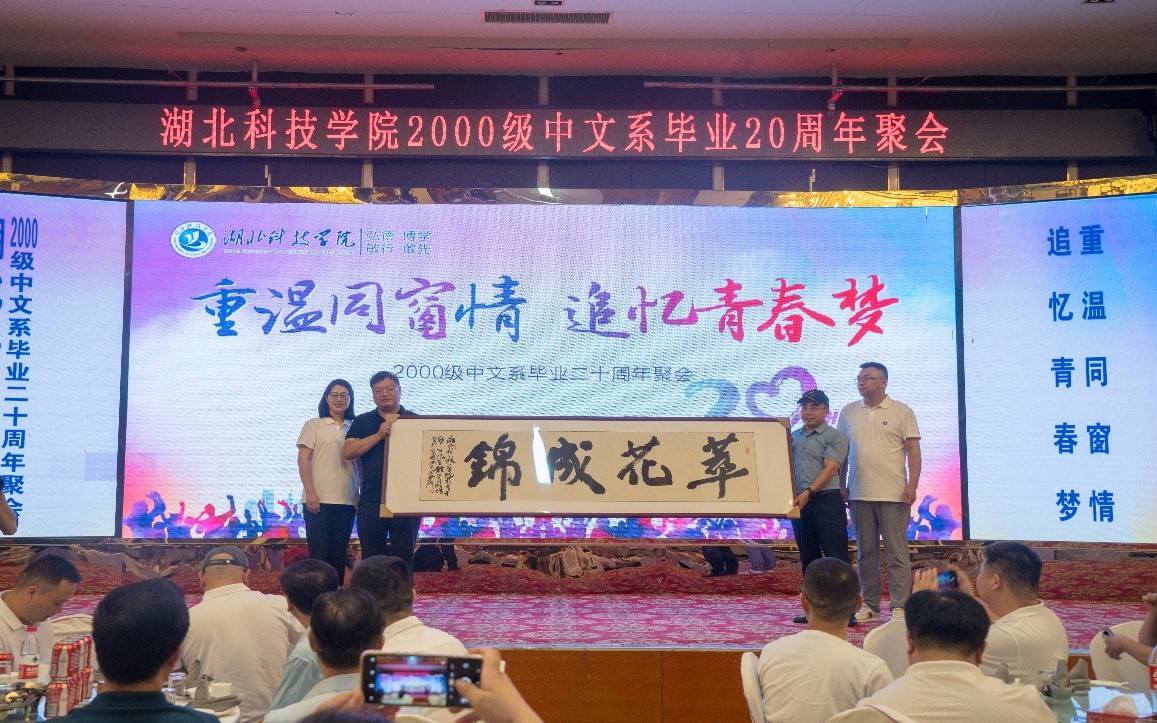 湖北科技学院2000级中文系毕业20周年聚会
2000级中文系毕业二十周年聚会
湖北科技学院
弘德 博学
敏行 敢先
重温同窗情 追忆青春梦
2000级中文系毕业二十周年聚会
20
萃花成錦
重温同窗情
追忆青春梦